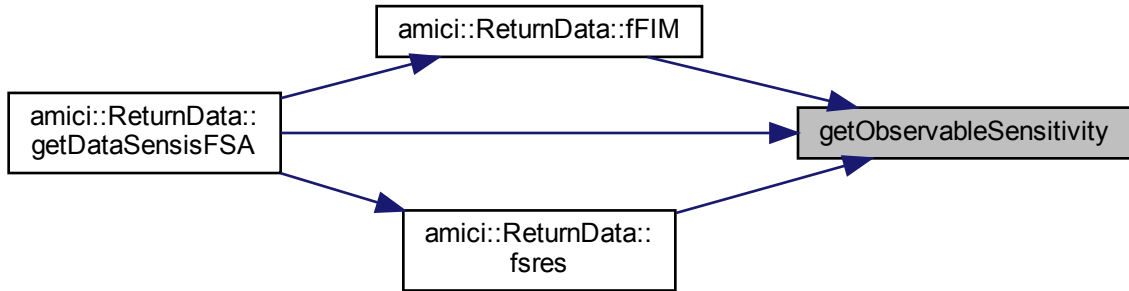 amici::ReturnData::fFIM
amici::ReturnData::
getDataSensisFSA
getObservableSensitivity
amici::ReturnData::
fsres